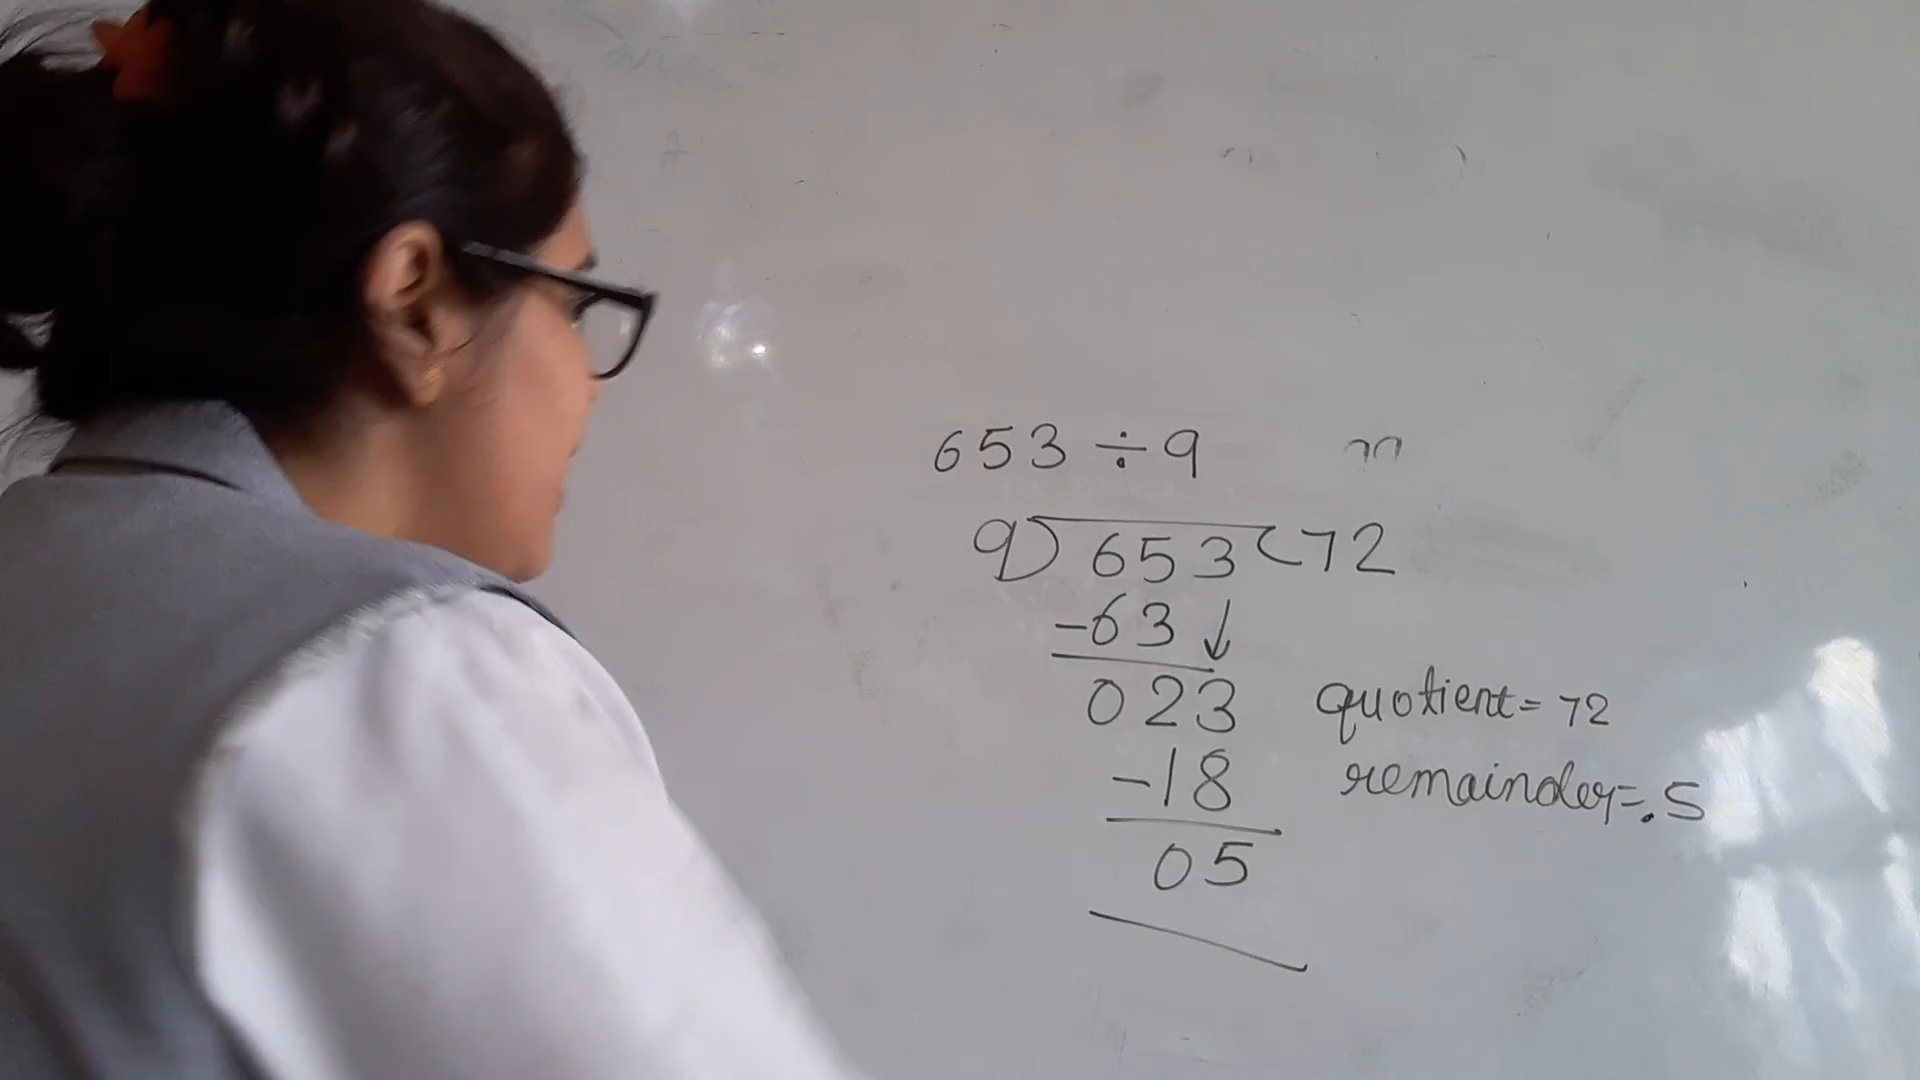 653 ÷ 9
9) 653 (72
-63 ↓
023
quotient = 72
-18
remainder = .5
05